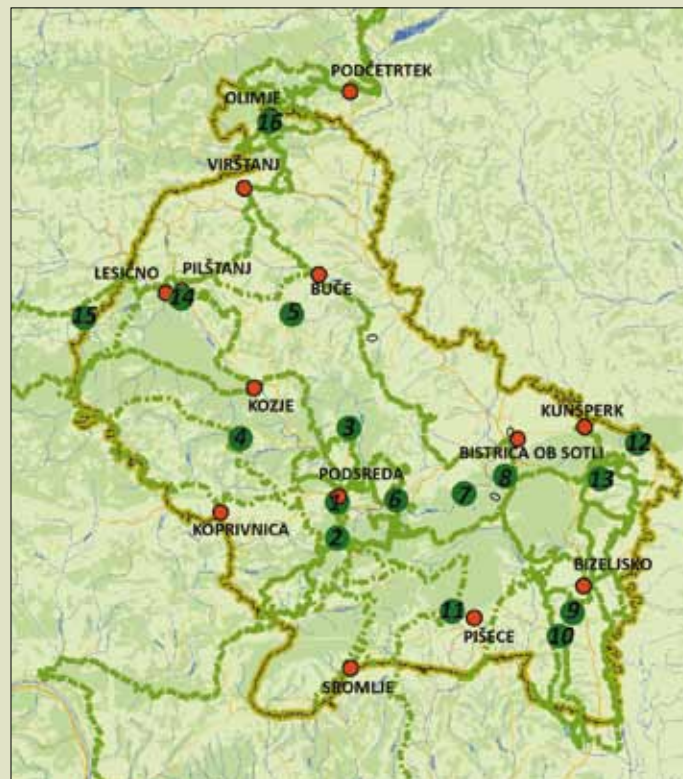 PODČETRTEK
OLIMJE
16
VIRŠTANJ
PILŠTANJ
LESIČNO
14
BUČE
15
5
KOZJE
3
KUNŠPERK
4
12
BISTRICA OB SOTLI
PODSREDA
8
13
1
6
7
KOPRIVNICA
2
BIZELJSKO
11
9
PIŠECE
10
SROMLJE